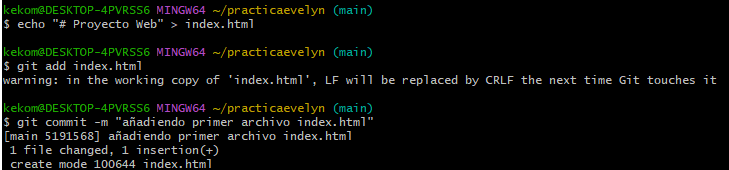 kekom@DESKTOP-4PVRSS6 MINGW64 ~/practicaevelyn (main)
$ echo "# Proyecto Web" > index.html
kekom@DESKTOP-4PVRSS6 MINGW64 ~/practicaevelyn (main)
$ git add index.html
warning: in the working copy of 'index.html', LF will be replaced by CRLF the next time Git touches it
kekom@DESKTOP-4PVRSS6 MINGW64 ~/practicaevelyn (main)
$ git commit -m "añadiendo primer archivo index.html"
[main 5191568] añadiendo primer archivo index.html
1 file changed, 1 insertion(+)
create mode 100644 index.html